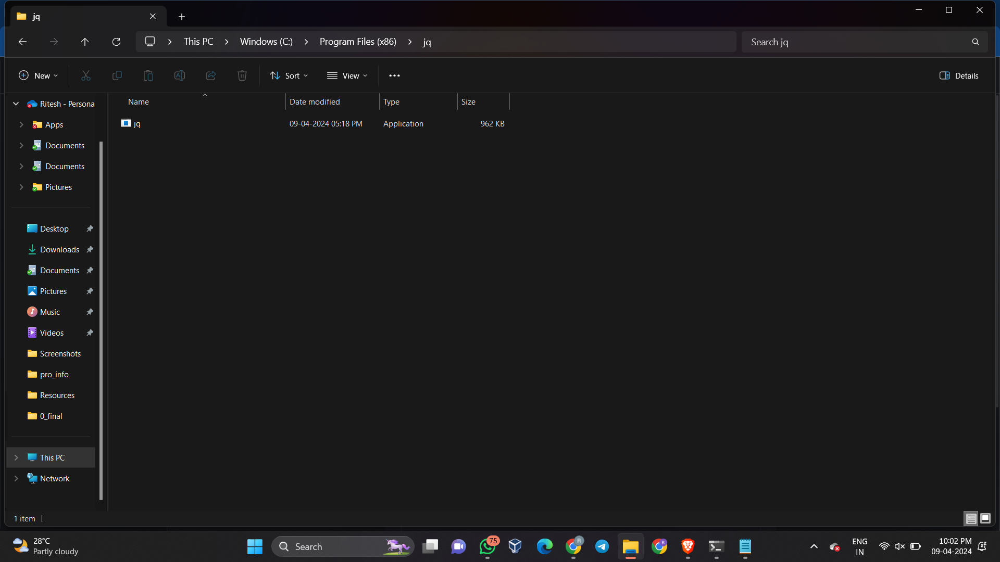 jq
This PC
Windows (C:)
Program Files (x86)
jq
Search jq
New
Sort
View
Details
Name
Date modified
Type
Size
jq
09-04-2024 05:18 PM
Application
962 KB
Ritesh - Persona
Apps
Documents
Documents
Pictures
Desktop
Downloads
Documents
Pictures
Music
Videos
Screenshots
pro_info
Resources
0_final
This PC
Network
1 item
28°C
Partly cloudy
Search
75
R
R
ENG
IN
10:02 PM
09-04-2024